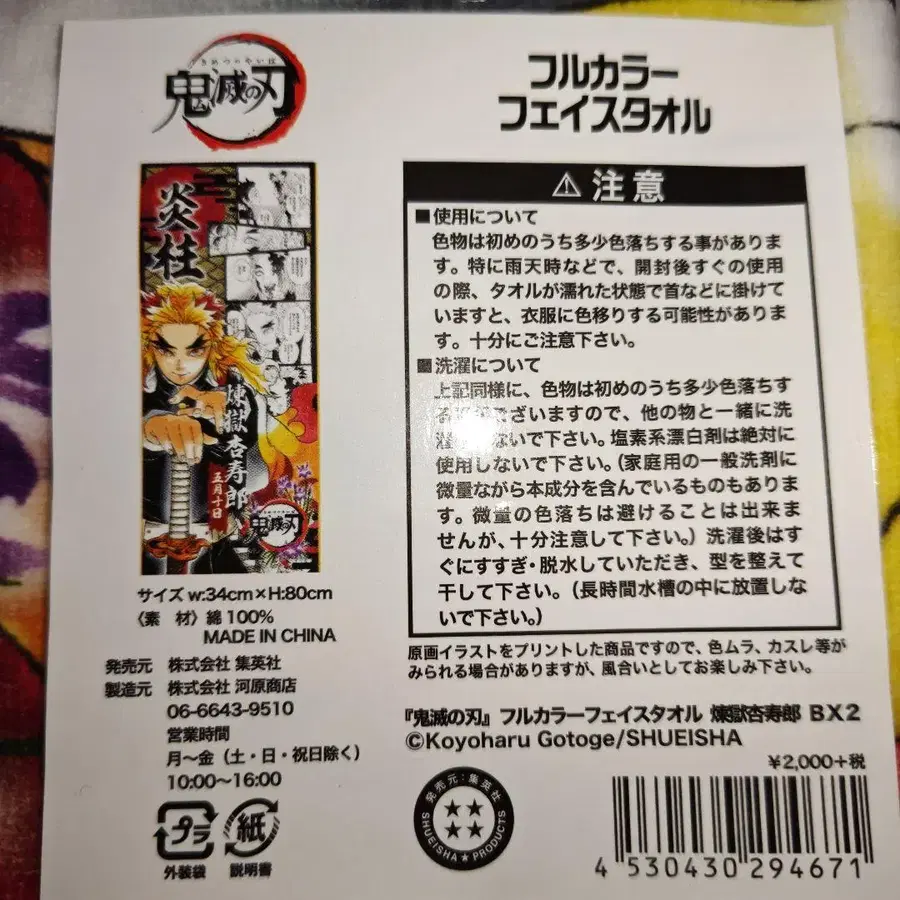 きめつのやいば
鬼滅の刃
フルカラー
フェイスタオル
炎柱
煉獄杏寿郎
五月十日
鬼滅の刃
サイズ w:34cm×H:80cm
〈素 材〉綿100%
MADE IN CHINA
発売元 株式会社 集英社
製造元 株式会社 河原商店
06-6643-9510
営業時間
月〜金（土・日・祝日除く）
10:00〜16:00
プラ
外装袋
紙
説明書
⚠ 注意
■使用について
色物は初めのうち多少色落ちする事がありま
す。特に雨天時などで、開封後すぐの使用
の際、タオルが濡れた状態で首などに掛けて
いますと、衣服に色移りする可能性がありま
す。十分にご注意下さい。
■洗濯について
上記同様に、色物は初めのうち多少色落ちす
る ございますので、他の物と一緒に洗
濯 ないで下さい。塩素系漂白剤は絶対に
使用しないで下さい。（家庭用の一般洗剤に
微量ながら本成分を含んでいるものもありま
す。微量の色落ちは避けることは出来ま
せんが、十分注意して下さい。）洗濯後はす
ぐにすすぎ・脱水していただき、型を整えて
干して下さい。（長時間水槽の中に放置しな
いで下さい。）
原画イラストをプリントした商品ですので、色ムラ、カスレ等が
みられる場合がありますが、風合いとしてお楽しみ下さい。
『鬼滅の刃』フルカラーフェイスタオル 煉獄杏寿郎 BX2
©Koyoharu Gotoge/SHUEISHA
¥2,000+税
発売元：集英社
SHUEISHA★PRODUCTS
4 530430 294671